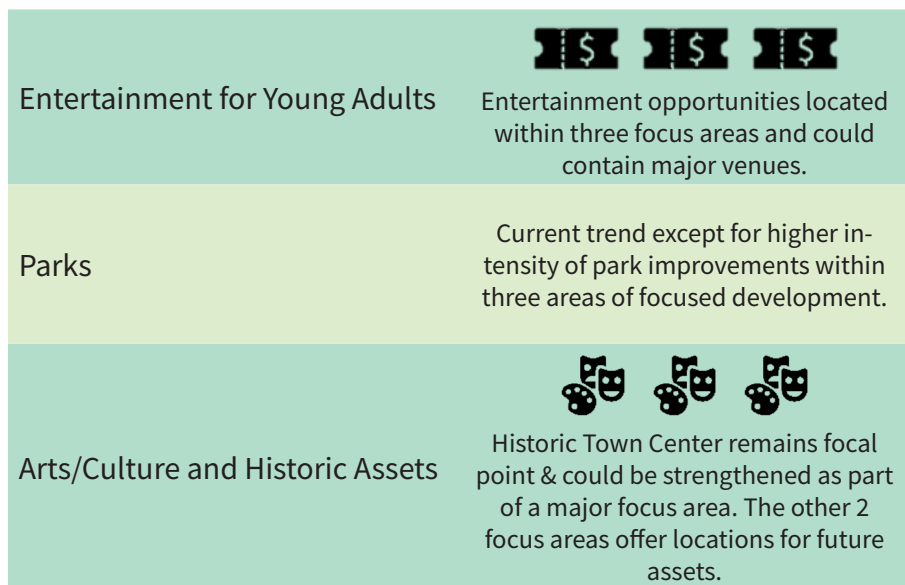 Entertainment for Young Adults
$ $ $
Entertainment opportunities located
within three focus areas and could
contain major venues.
Parks
Current trend except for higher in-
tensity of park improvements within
three areas of focused development.
Arts/Culture and Historic Assets
Historic Town Center remains focal
point & could be strengthened as part
of a major focus area. The other 2
focus areas offer locations for future
assets.